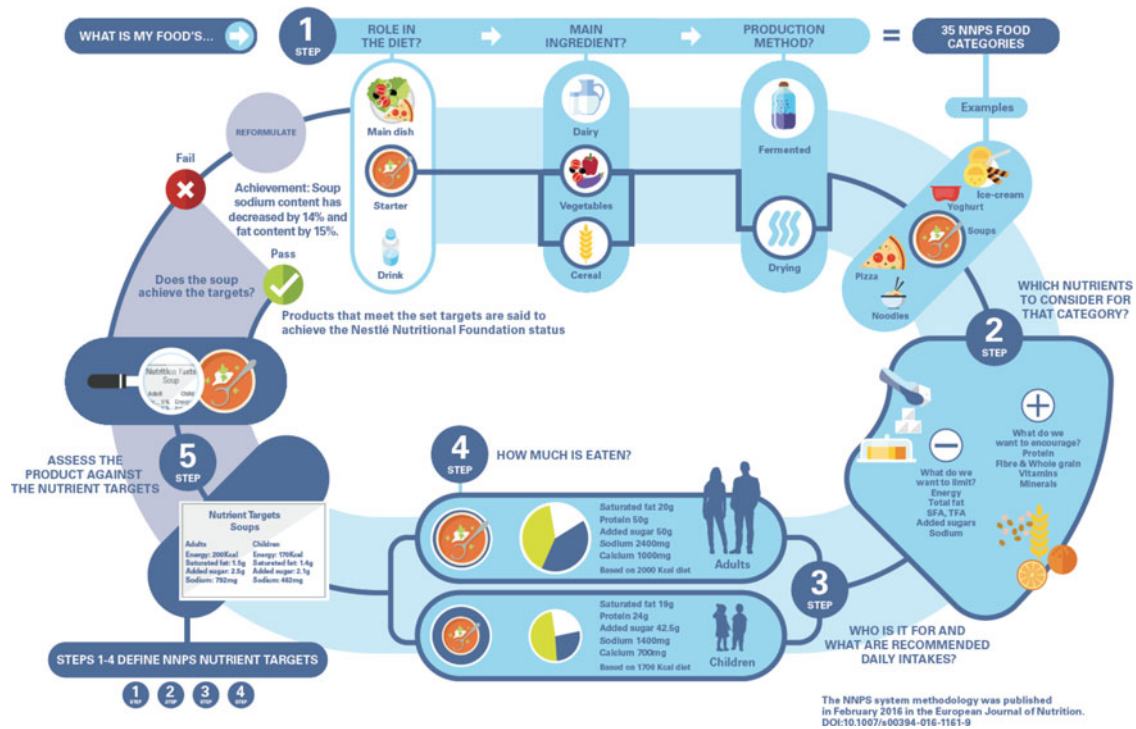 WHAT IS MY FOOD'S...
1
STEP
ROLE IN
THE DIET?
MAIN
INGREDIENT?
PRODUCTION
METHOD?
=
35 NNPS FOOD
CATEGORIES
Examples
Main dish
Starter
Drink
Dairy
Vegetables
Cereal
Fermented
Drying
Ice-cream
Yoghurt
Soups
Pizza
Noodles
REFORMULATE
Fail
Achievement: Soup
sodium content has
decreased by 14% and
fat content by 15%.
Pass
Does the soup
achieve the targets?
Products that meet the set targets are said to
achieve the Nestlé Nutritional Foundation status
WHICH NUTRIENTS
TO CONSIDER FOR
THAT CATEGORY?
2
STEP
What do we
want to limit?
Energy
Total fat
SFA, TFA
Added sugars
Sodium
What do we
want to encourage?
Protein
Fibre & Whole grain
Vitamins
Minerals
3
STEP
WHO IS IT FOR AND
WHAT ARE RECOMMENDED
DAILY INTAKES?
4
STEP
HOW MUCH IS EATEN?
Saturated fat 20g
Protein 50g
Added sugar 50g
Sodium 2400mg
Calcium 1000mg
Based on 2000 Kcal diet
Adults
Saturated fat 19g
Protein 24g
Added sugar 42.5g
Sodium 1400mg
Calcium 700mg
Based on 1700 Kcal diet
Children
Nutrition Facts
Soup
Adult Child
5
STEP
ASSESS THE
PRODUCT AGAINST
THE NUTRIENT TARGETS
Nutrient Targets
Soups
Adults
Energy: 200Kcal
Saturated fat: 1.5g
Added sugar: 2.5g
Sodium: 792mg
Children
Energy: 170Kcal
Saturated fat: 1.4g
Added sugar: 2.1g
Sodium: 462mg
STEPS 1-4 DEFINE NNPS NUTRIENT TARGETS
1
STEP
2
STEP
3
STEP
4
STEP
The NNPS system methodology was published
in February 2016 in the European Journal of Nutrition.
DOI:10.1007/s00394-016-1161-9